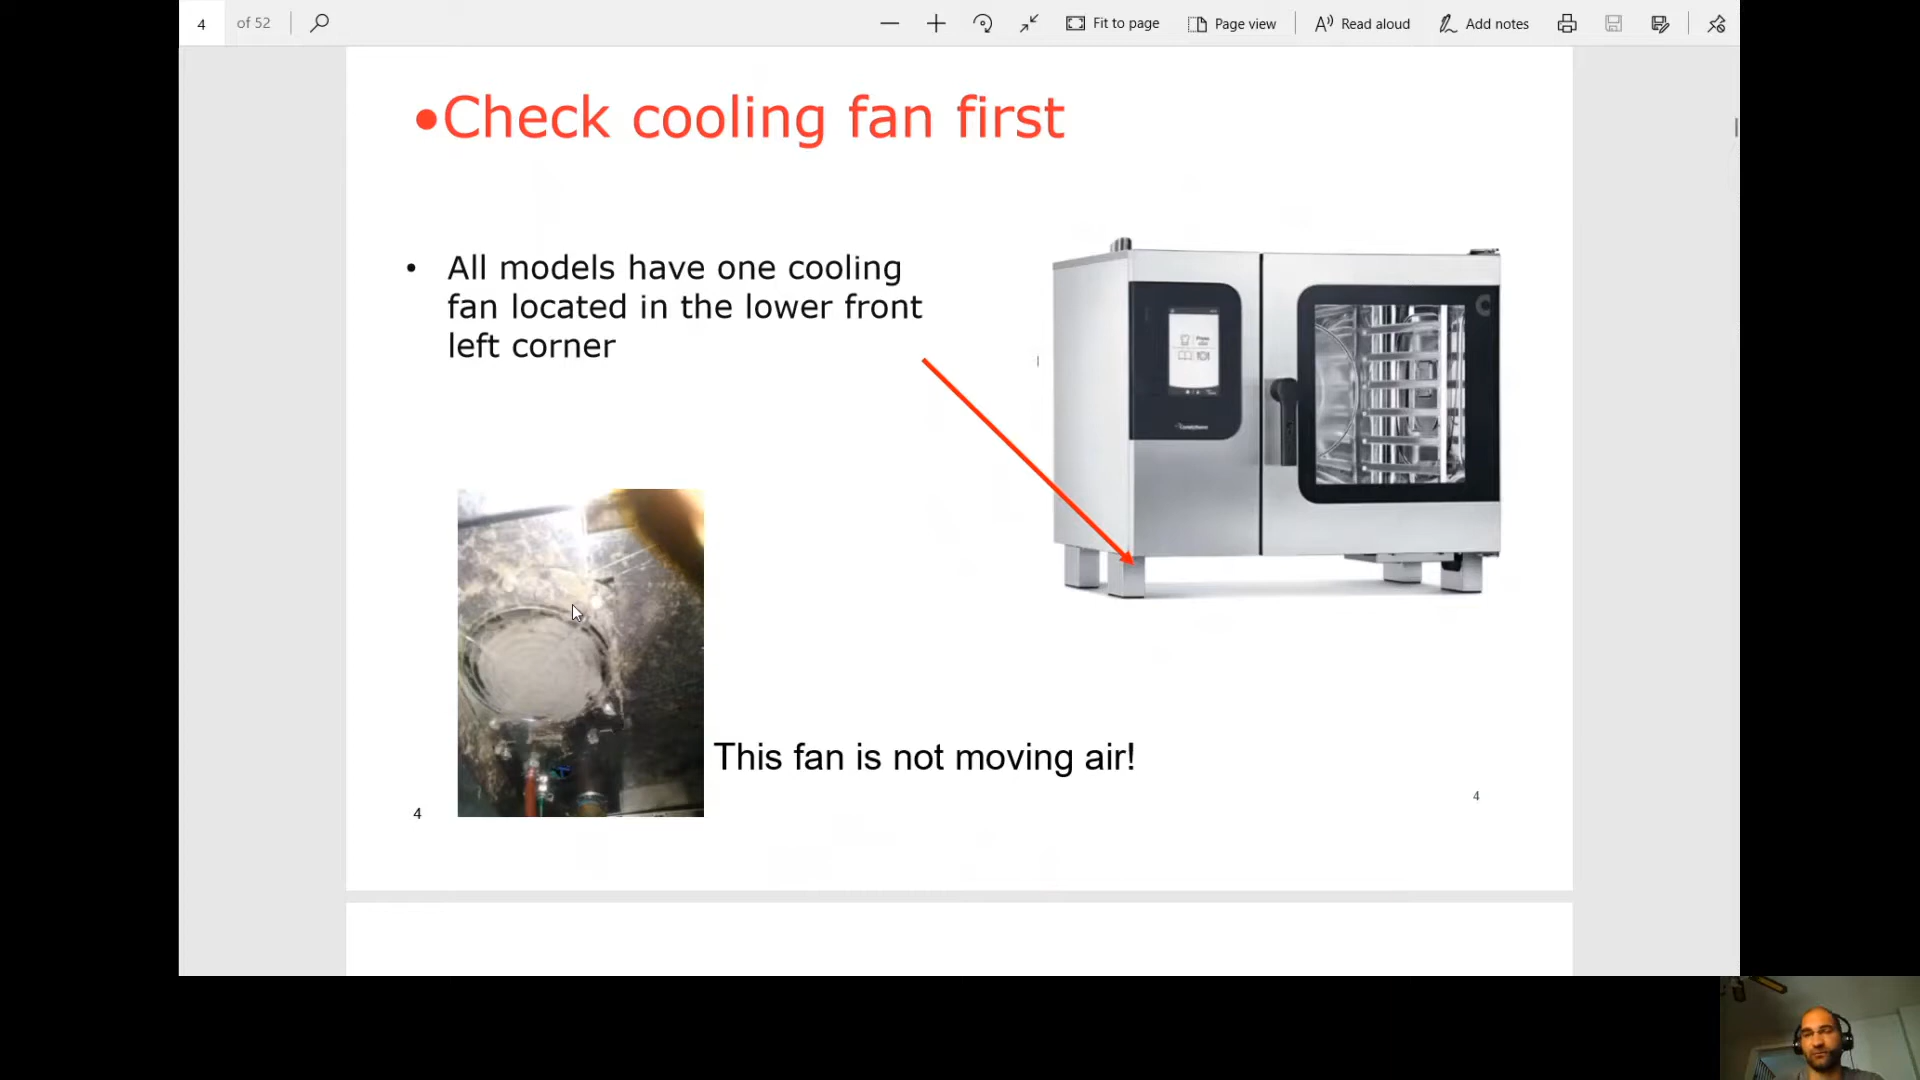 4 of 52 Fit to page Page view Read aloud Add notes
•Check cooling fan first
• All models have one cooling
fan located in the lower front
left corner
This fan is not moving air!
4
4